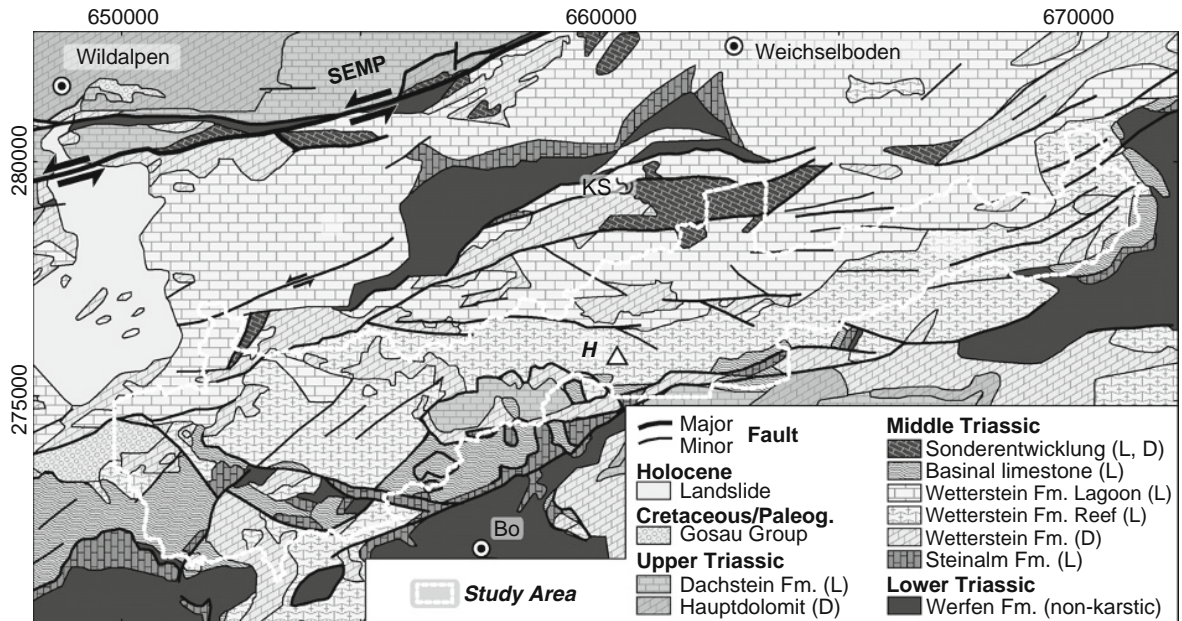 650000 660000 670000
Wildalpen
Weichselboden
SEMP
280000
KS
H
275000
Bo
Study Area
Major
Minor
Fault
Holocene
Landslide
Cretaceous/Paleog.
Gosau Group
Upper Triassic
Dachstein Fm. (L)
Hauptdolomit (D)
Middle Triassic
Sonderentwicklung (L, D)
Basinal limestone (L)
Wetterstein Fm. Lagoon (L)
Wetterstein Fm. Reef (L)
Wetterstein Fm. (D)
Steinalm Fm. (L)
Lower Triassic
Werfen Fm. (non-karstic)